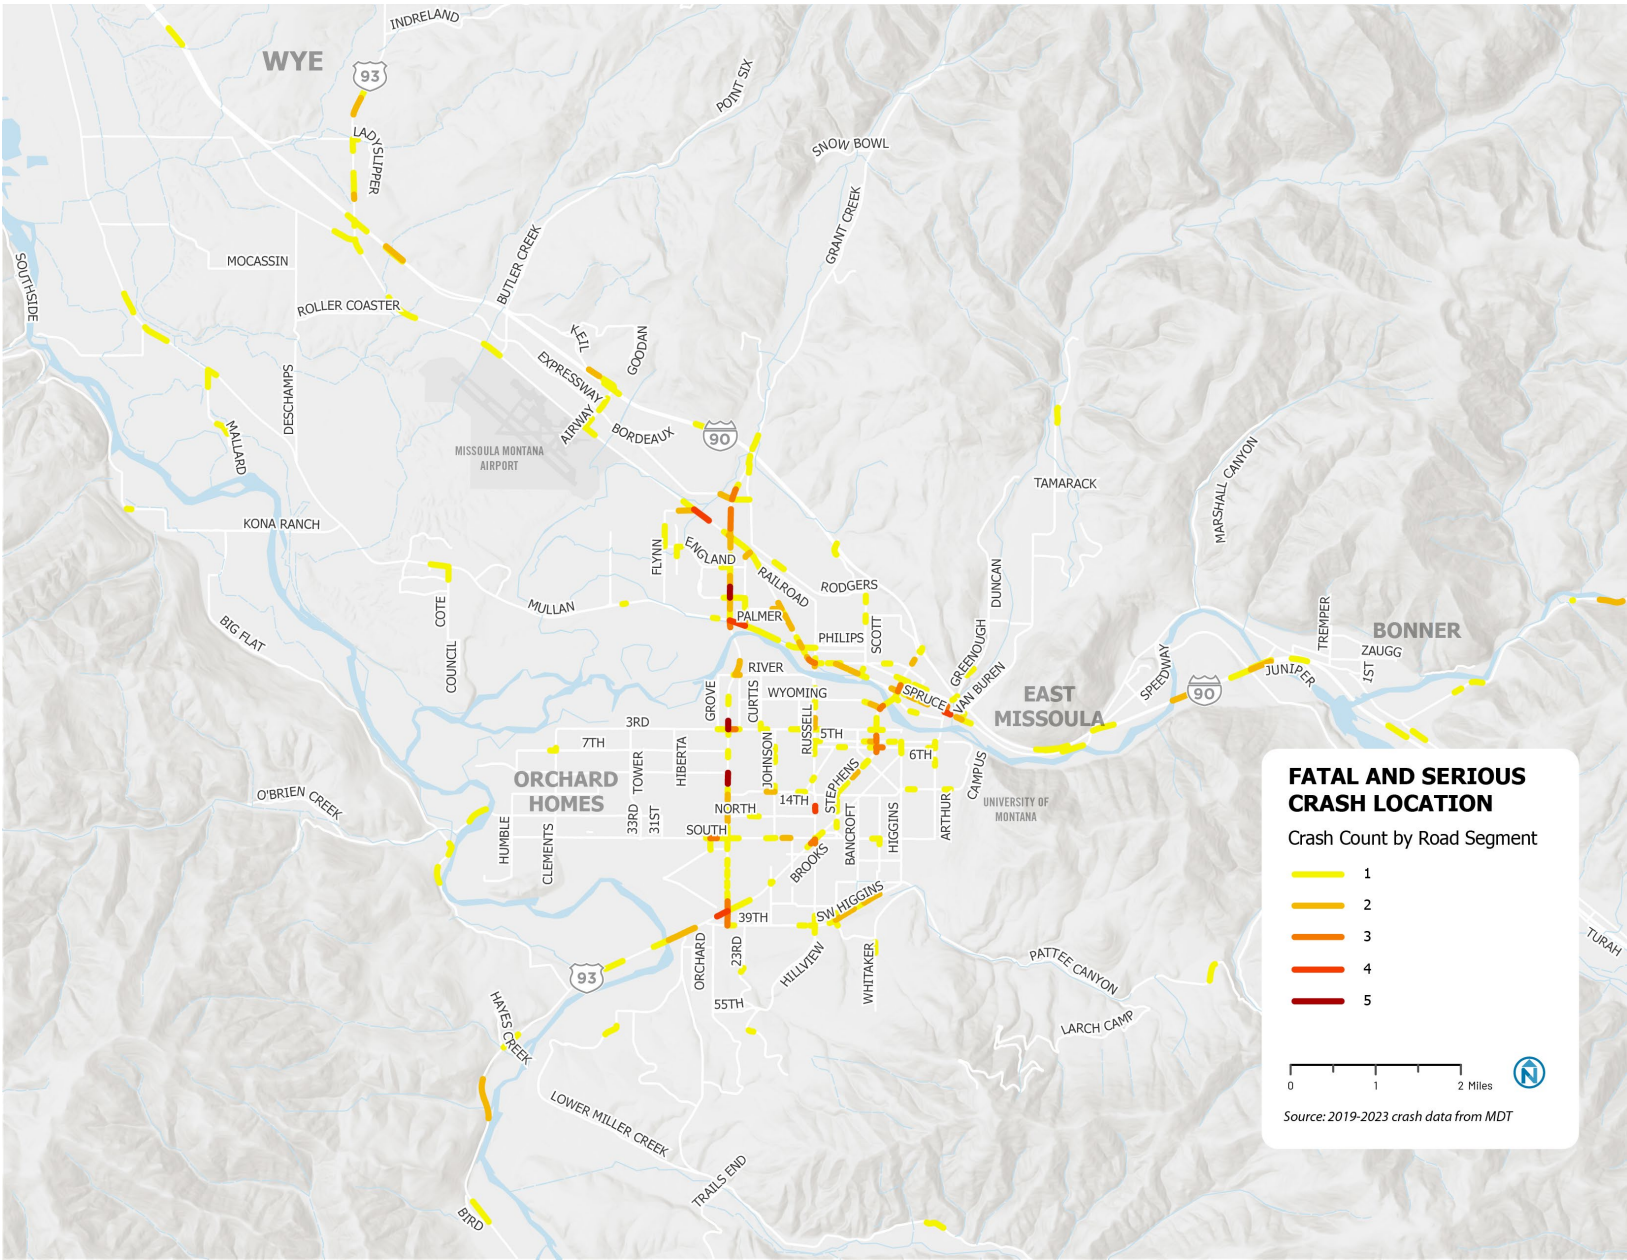 INDRELAND
WYE
93
POINT SIX
LADYSLIPPER
SNOW BOWL
GRANT CREEK
BUTLER CREEK
MOCASSIN
SOUTHSIDE
ROLLER COASTER
KEIL
GOODAN
EXPRESSWAY
DESCHAMPS
AIRWAY
BORDEAUX
90
MALLARD
MISSOULA MONTANA
AIRPORT
MARSHALL CANYON
TAMARACK
KONA RANCH
FLYNN
ENGLAND
RAILROAD
RODGERS
DUNCAN
COTE
MULLAN
PALMER
PHILIPS
SCOTT
BIG FLAT
TREMPER
BONNER
ZAUGG
1ST
COUNCIL
RIVER
GREENOUGH
VAN BUREN
SPEEDWAY
JUNIPER
90
GROVE
CURTIS
WYOMING
SPRUCE
EAST
MISSOULA
3RD
RUSSELL
5TH
7TH
TOWER
HIBERTA
JOHNSON
6TH
CAMPUS
ORCHARD
HOMES
STEPHENS
O'BRIEN CREEK
33RD
31ST
NORTH
14TH
BANCROFT
HIGGINS
ARTHUR
UNIVERSITY OF
MONTANA
HUMBLE
CLEMENTS
SOUTH
BROOKS
SW HIGGINS
39TH
93
ORCHARD
23RD
HILLVIEW
WHITAKER
PATTEE CANYON
TURAH
HAYES CREEK
55TH
LARCH CAMP
LOWER MILLER CREEK
TRAILS END
BIRD
FATAL AND SERIOUS
CRASH LOCATION
Crash Count by Road Segment
1
2
3
4
5
0 1 2 Miles
N
Source: 2019-2023 crash data from MDT